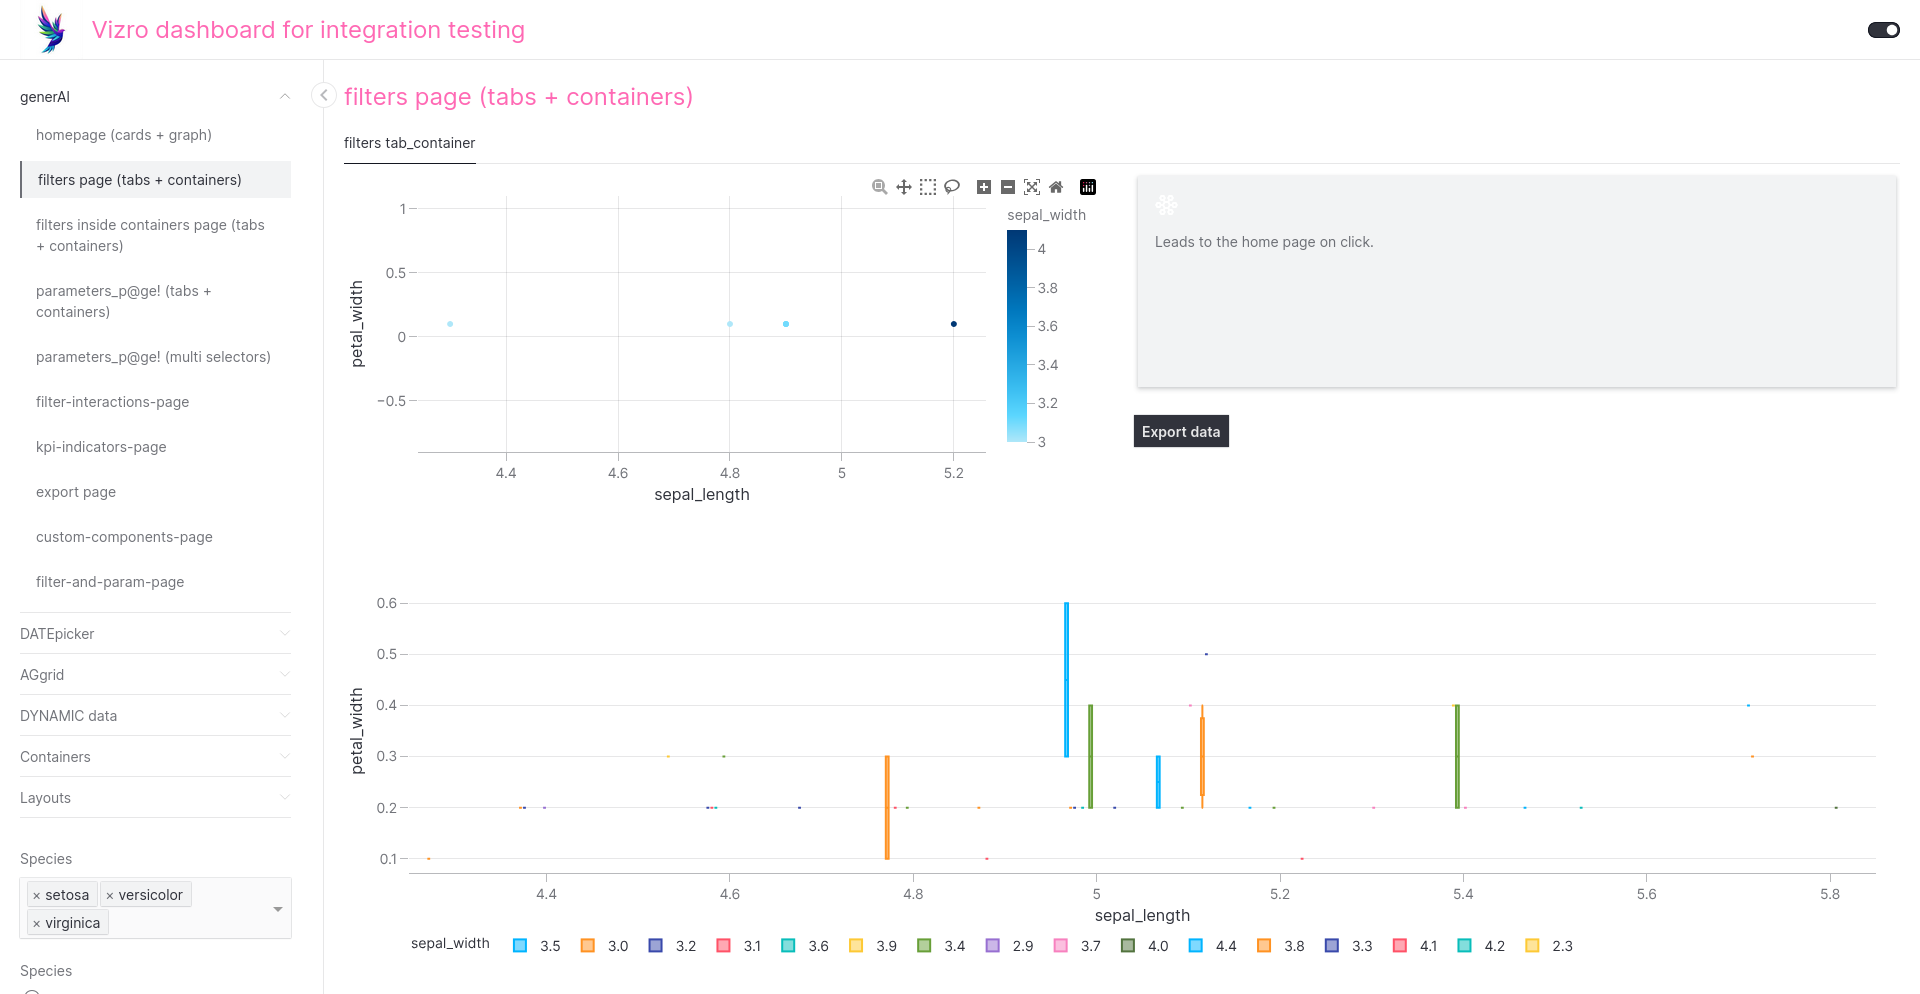 Vizro dashboard for integration testing
generAI
homepage (cards + graph)
filters page (tabs + containers)
filters inside containers page (tabs
+ containers)
parameters_p@ge! (tabs +
containers)
parameters_p@ge! (multi selectors)
filter-interactions-page
kpi-indicators-page
export page
custom-components-page
filter-and-param-page
DATEpicker
AGgrid
DYNAMIC data
Containers
Layouts
Species
× setosa × versicolor
× virginica
Species
filters page (tabs + containers)
filters tab_container
sepal_width
1
0.5
0
−0.5
petal_width
4.4 4.6 4.8 5 5.2
sepal_length
4
3.8
3.6
3.4
3.2
3
Leads to the home page on click.
Export data
0.6
0.5
0.4
0.3
0.2
0.1
petal_width
4.4 4.6 4.8 5 5.2 5.4 5.6 5.8
sepal_length
sepal_width 3.5 3.0 3.2 3.1 3.6 3.9 3.4 2.9 3.7 4.0 4.4 3.8 3.3 4.1 4.2 2.3